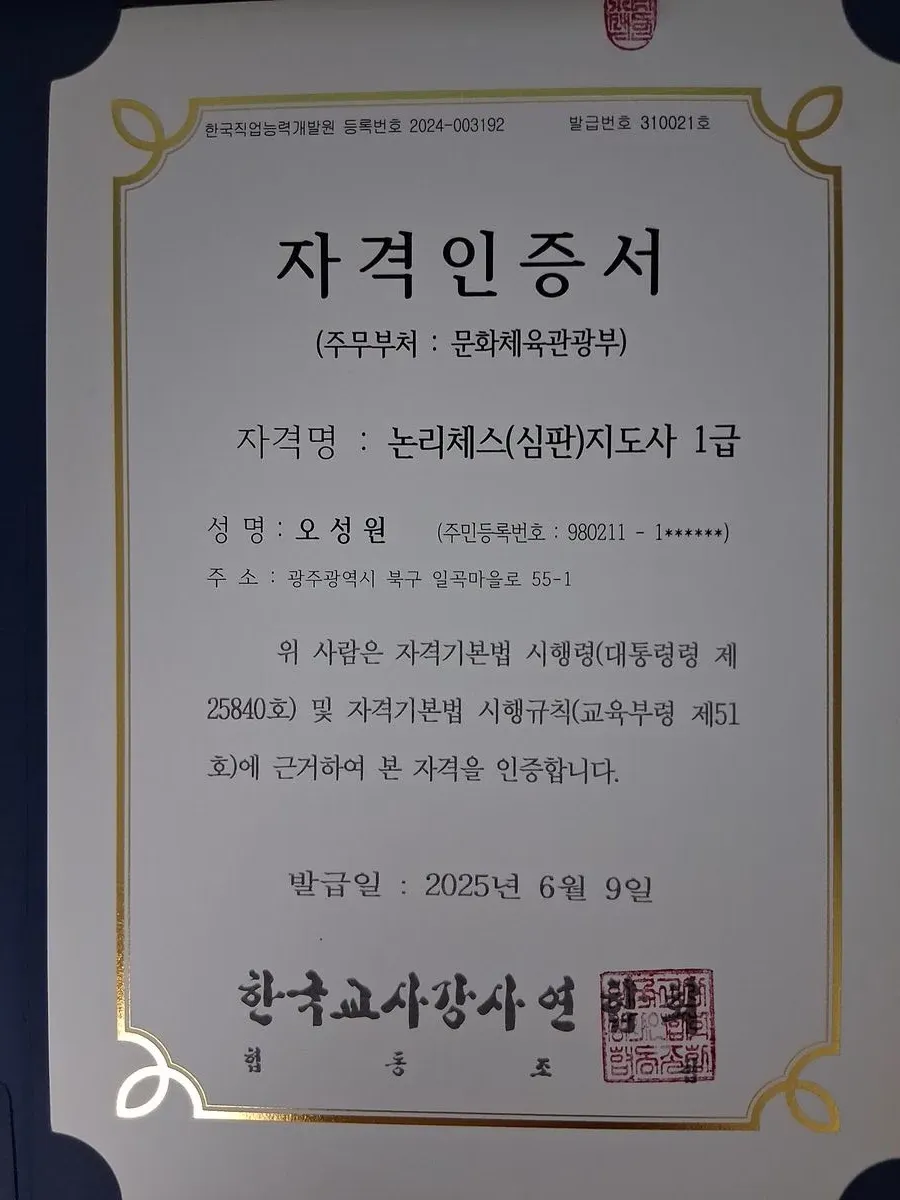 한국직업능력개발원 등록번호 2024-003192 발급번호 310021호
자격인증서
(주무부처 : 문화체육관광부)
자격명 : 논리체스(심판)지도사 1급
성 명 : 오 성 원 (주민등록번호 : 980211 - 1******)
주 소 : 광주광역시 북구 일곡마을로 55-1
위 사람은 자격기본법 시행령(대통령령 제
25840호) 및 자격기본법 시행규칙(교육부령 제51
호)에 근거하여 본 자격을 인증합니다.
발급일 : 2025년 6월 9일
한국교사강사연합
협 동 조